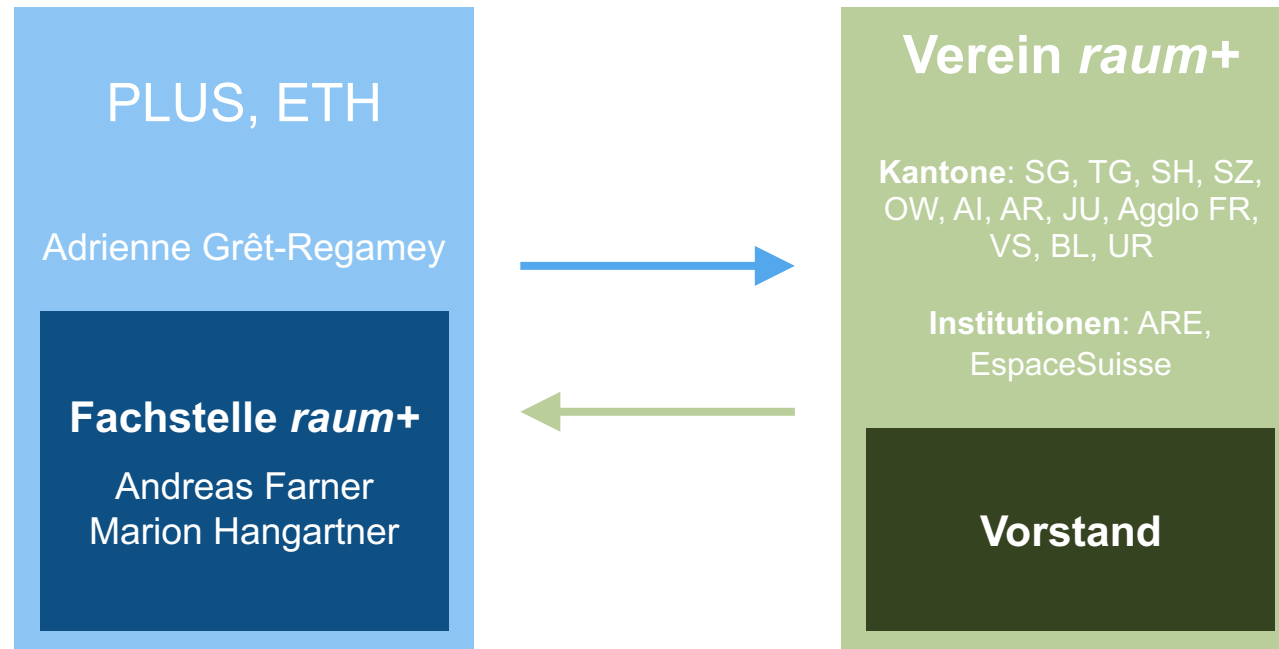 PLUS, ETH
Adrienne Grêt-Regamey
Fachstelle raum+
Andreas Farner
Marion Hangartner
Verein raum+
Kantone: SG, TG, SH, SZ,
OW, AI, AR, JU, Agglo FR,
VS, BL, UR
Institutionen: ARE,
EspaceSuisse
Vorstand